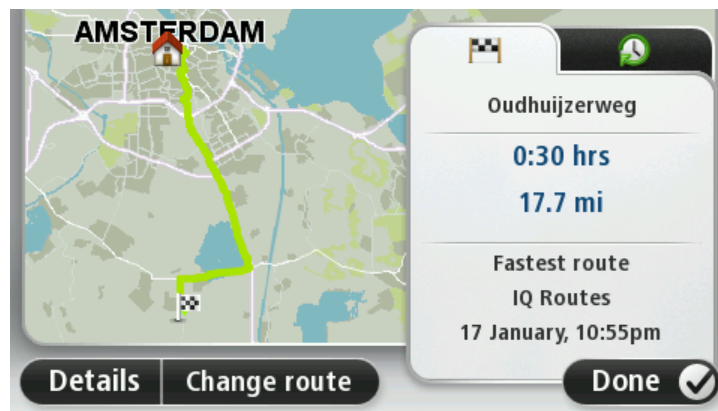 AMSTERDAM
Oudhuijzerweg
0:30 hrs
17.7 mi
Fastest route
IQ Routes
17 January, 10:55pm
Details
Change route
Done